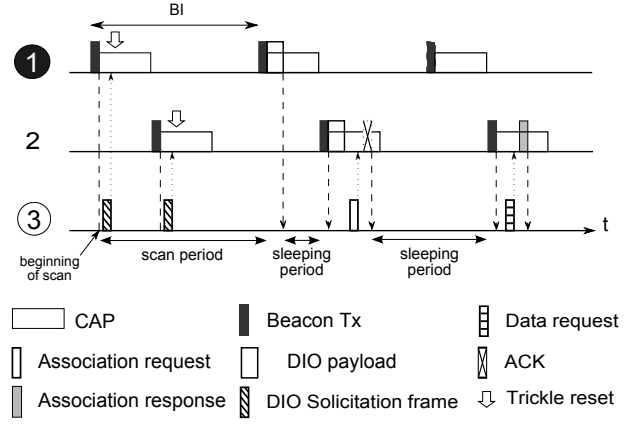 BI
1
2
3
t
beginning
of scan
scan period
sleeping
period
sleeping
period
CAP
Beacon Tx
Data request
Association request
DIO payload
ACK
Association response
DIO Solicitation frame
Trickle reset